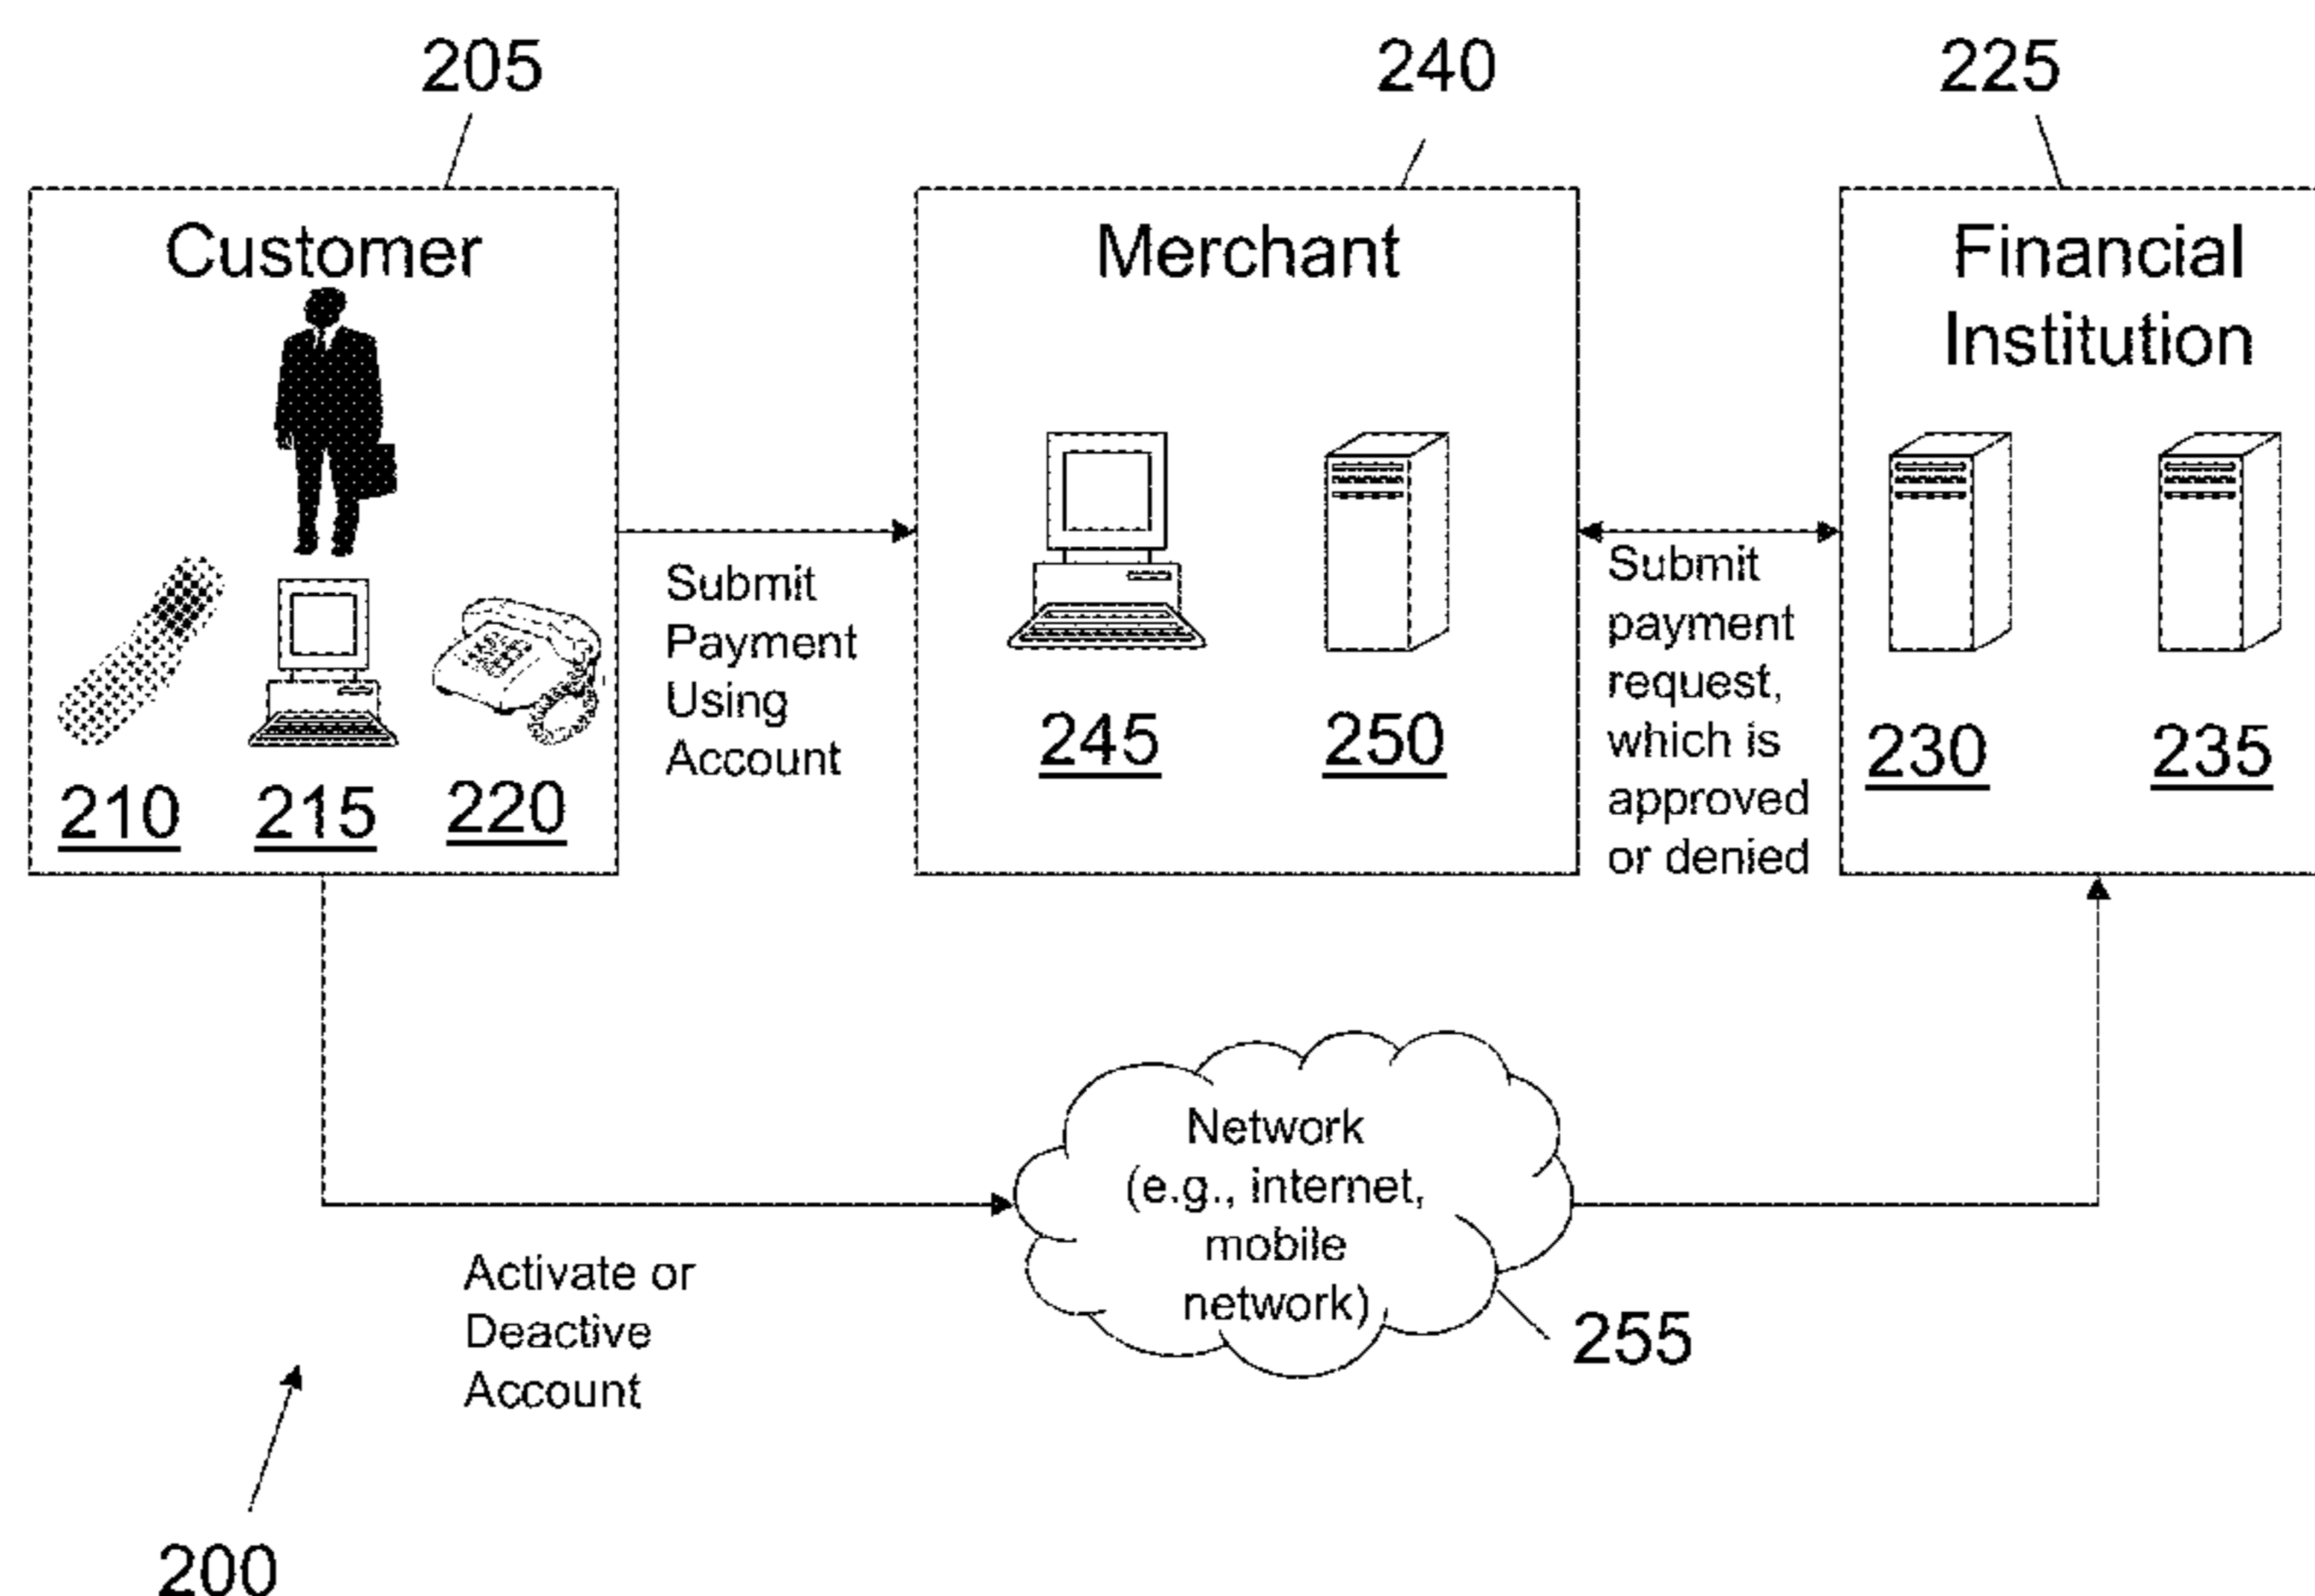 205
240
225
Customer
Merchant
Financial
Institution
Submit
Payment
Using
Account
Submit
payment
request,
which is
approved
or denied
210
215
220
245
250
230
235
Network
(e.g., internet,
mobile
network)
255
Activate or
Deactive
Account
200